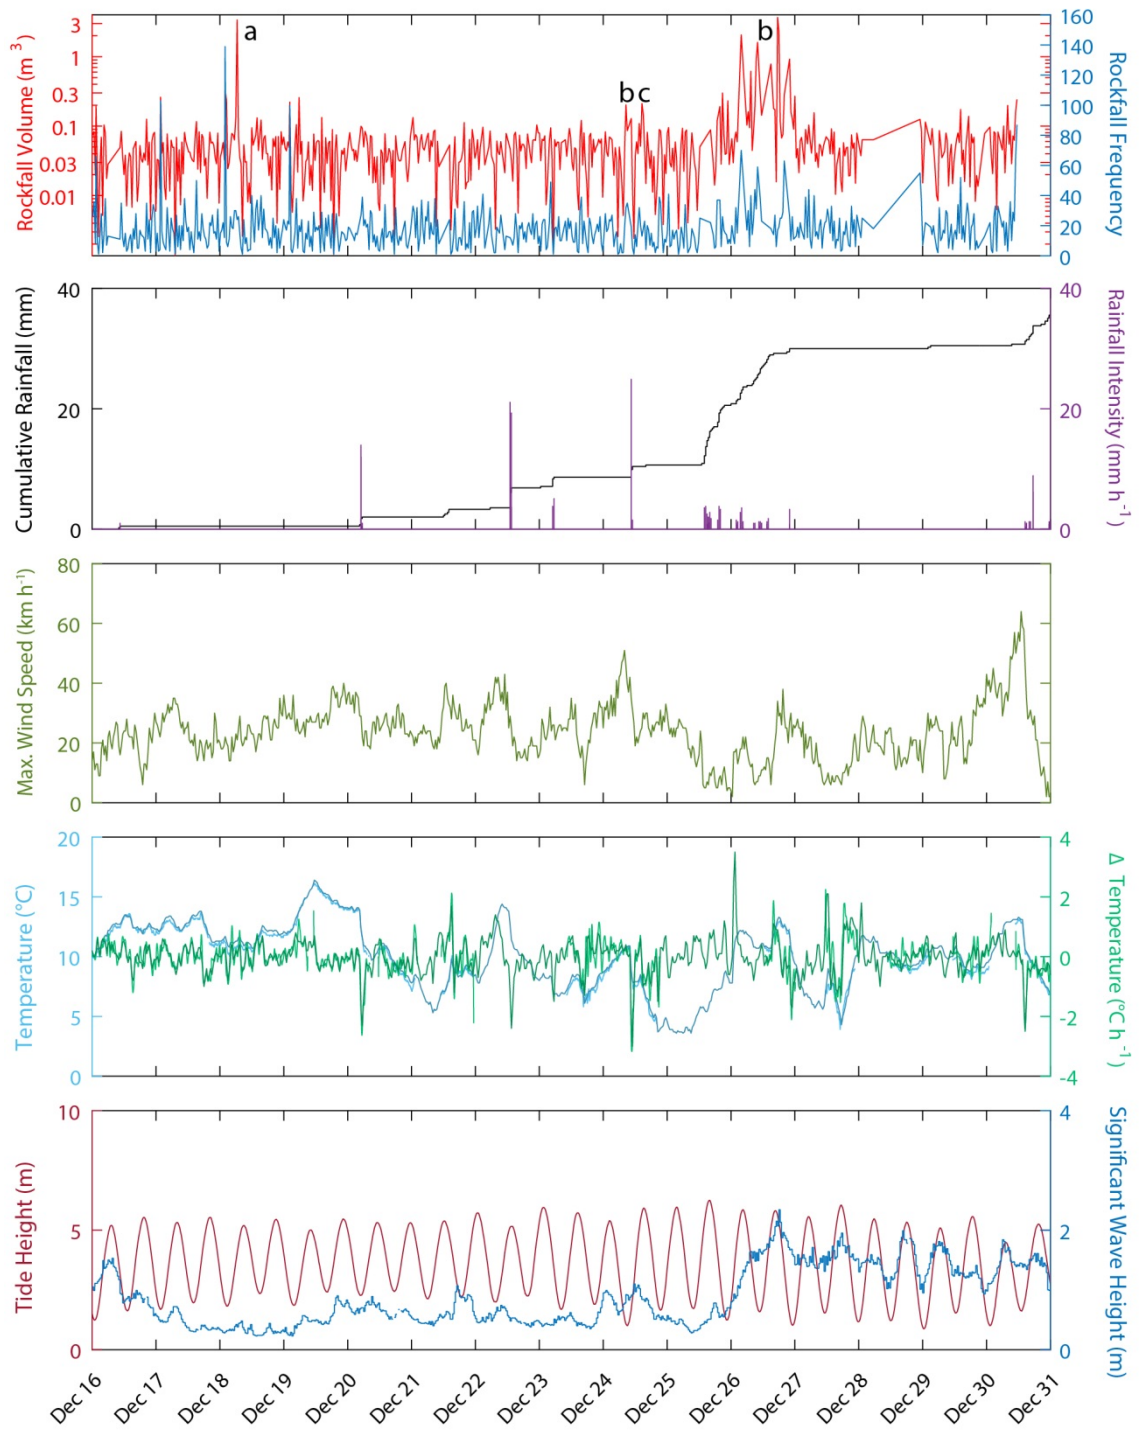 Rockfall Volume (m 3)
3
1
0.3
0.1
0.03
0.01
a
b c
b
160
140
120
100
80
60
40
20
0
Rockfall Frequency
Cumulative Rainfall (mm)
40
20
0
40
20
0
Rainfall Intensity (mm h-1)
Max. Wind Speed (km h-1)
80
60
40
20
0
Temperature (°C)
20
15
10
5
0
4
2
0
-2
-4
Δ Temperature (°C h -1)
Tide Height (m)
10
5
0
4
2
0
Significant Wave Height (m)
Dec 16
Dec 17
Dec 18
Dec 19
Dec 20
Dec 21
Dec 22
Dec 23
Dec 24
Dec 25
Dec 26
Dec 27
Dec 28
Dec 29
Dec 30
Dec 31